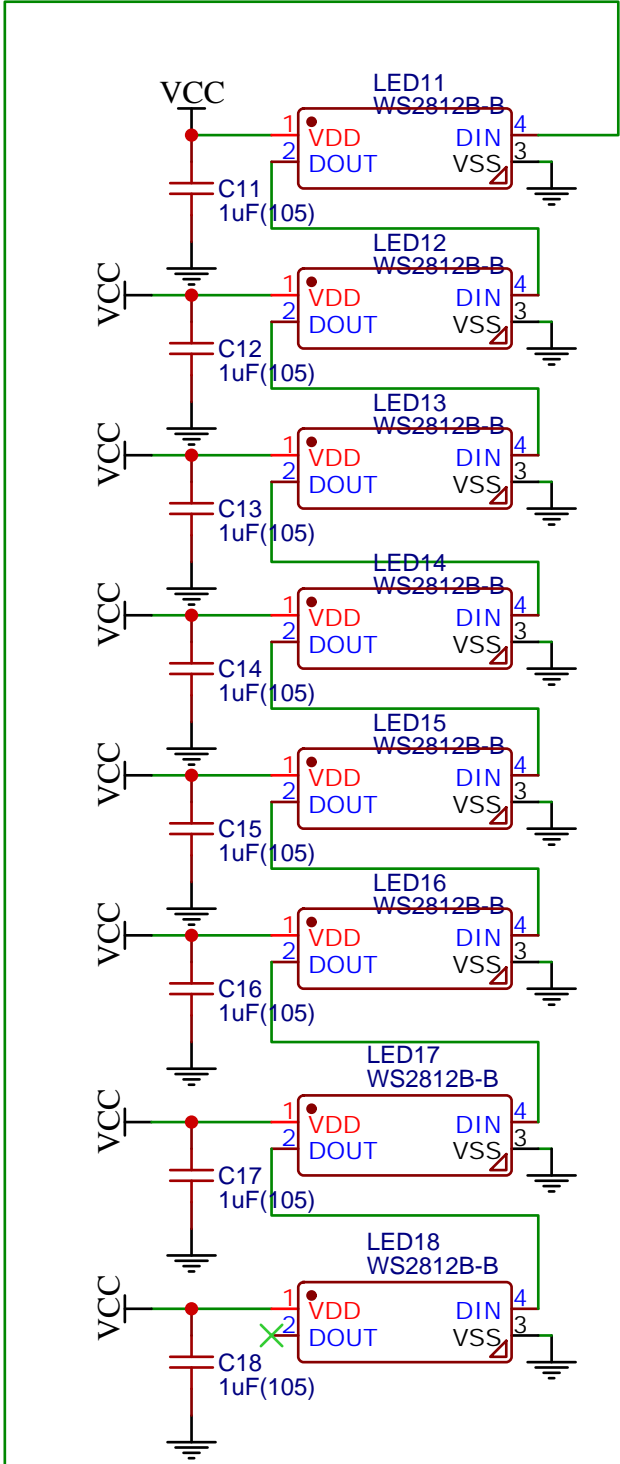 LED11
VCC
WS2812B-B
1 VDD DIN 4
2 DOUT VSS 3
C11
1uF(105)
LED12
WS2812B-B
VCC
1 VDD DIN 4
2 DOUT VSS 3
C12
1uF(105)
LED13
WS2812B-B
VCC
1 VDD DIN 4
2 DOUT VSS 3
C13
1uF(105)
LED14
WS2812B-B
VCC
1 VDD DIN 4
2 DOUT VSS 3
C14
1uF(105)
LED15
WS2812B-B
VCC
1 VDD DIN 4
2 DOUT VSS 3
C15
1uF(105)
LED16
WS2812B-B
VCC
1 VDD DIN 4
2 DOUT VSS 3
C16
1uF(105)
LED17
WS2812B-B
VCC
1 VDD DIN 4
2 DOUT VSS 3
C17
1uF(105)
LED18
WS2812B-B
VCC
1 VDD DIN 4
2 DOUT VSS 3
C18
1uF(105)